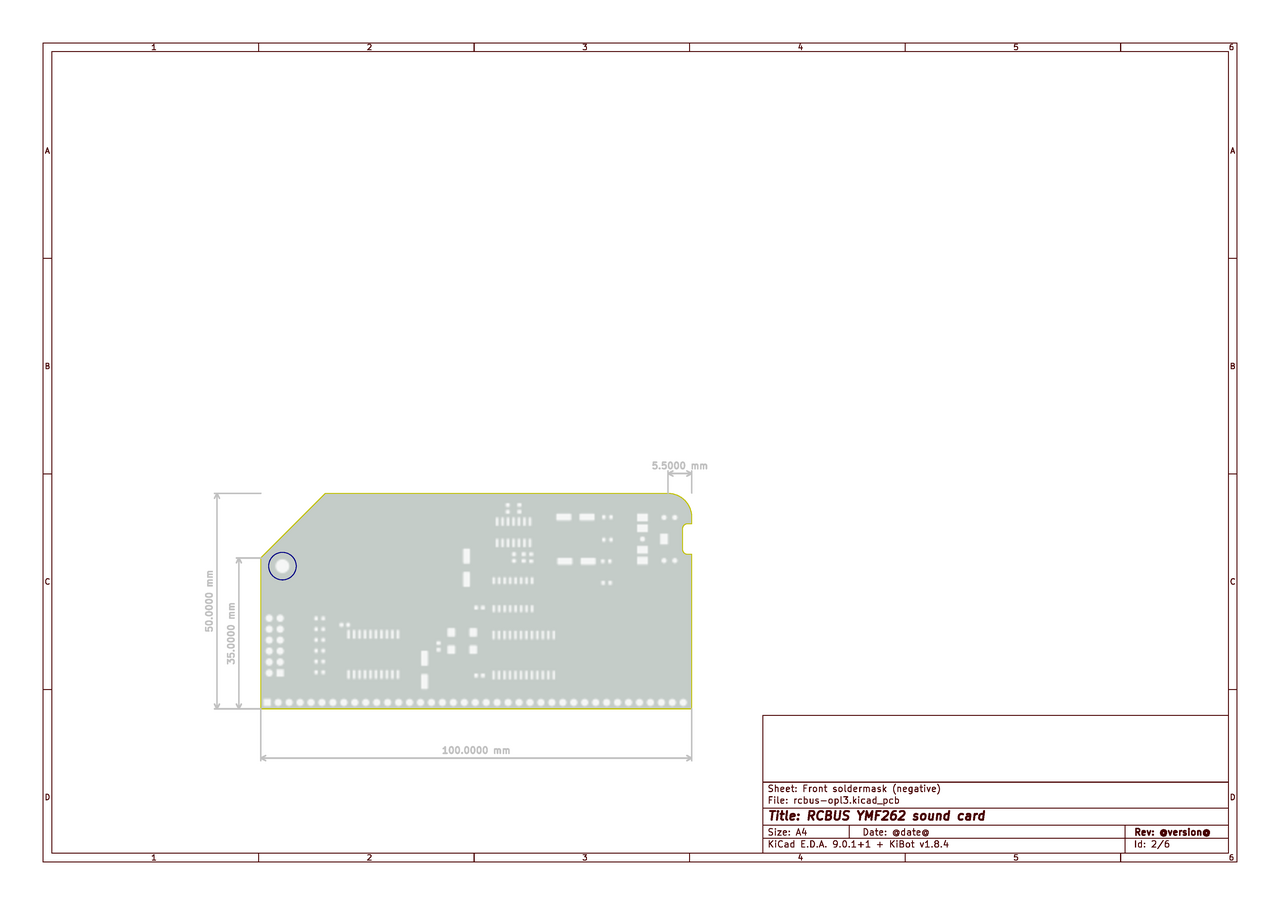 1 2 3 4 5 6
A A
B B
5.5000 mm
50.0000 mm
35.0000 mm
C C
100.0000 mm
D D
Sheet: Front soldermask (negative)
File: rcbus-opl3.kicad_pcb
Title: RCBUS YMF262 sound card
Size: A4 Date: @date@ Rev: @version@
KiCad E.D.A. 9.0.1+1 + KiBot v1.8.4 Id: 2/6
1 2 3 4 5 6